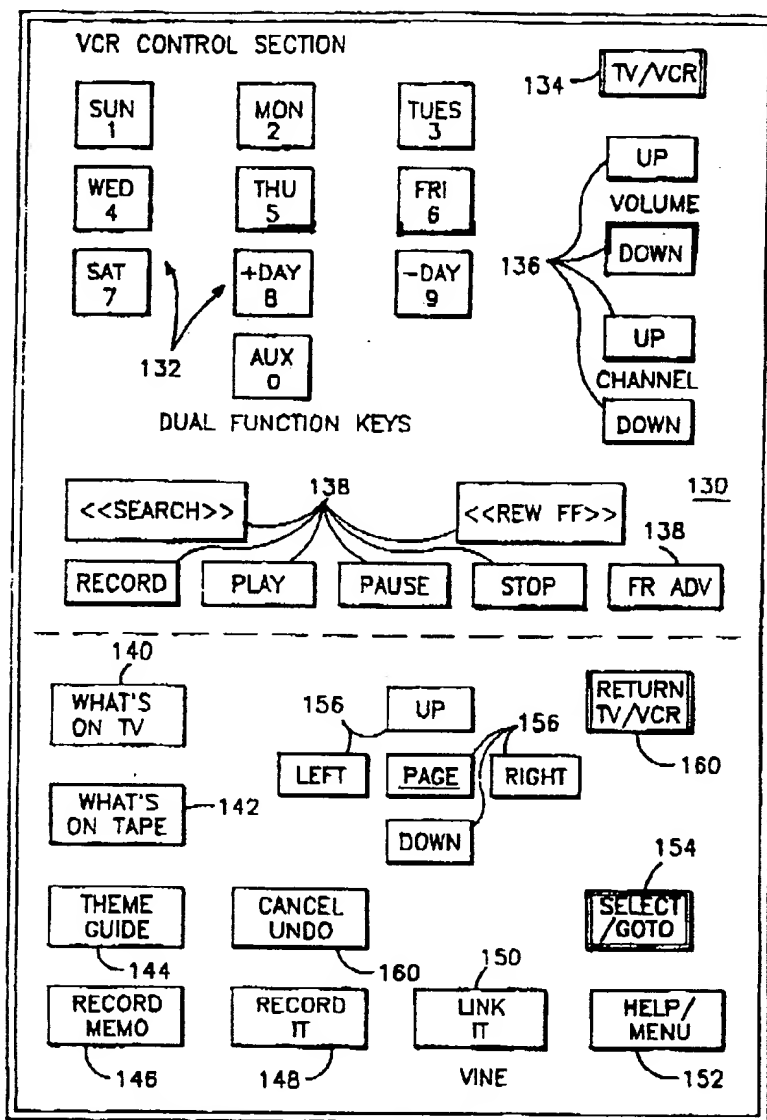 VCR CONTROL SECTION
134 TV/VCR
SUN
1
MON
2
TUES
3
UP
VOLUME
WED
4
THU
5
FRI
6
136
DOWN
SAT
7
+DAY
8
-DAY
9
UP
132
AUX
0
CHANNEL
DOWN
DUAL FUNCTION KEYS
138
130
<<SEARCH>>
<<REW FF>>
138
RECORD
PLAY
PAUSE
STOP
FR ADV
140
WHAT'S
ON TV
156
UP
156
RETURN
TV/VCR
LEFT
PAGE
RIGHT
160
WHAT'S
ON TAPE
142
DOWN
154
THEME
GUIDE
CANCEL
UNDO
SELECT
/GOTO
144
160
150
RECORD
MEMO
RECORD
IT
LINK
IT
HELP/
MENU
146
148
VINE
152